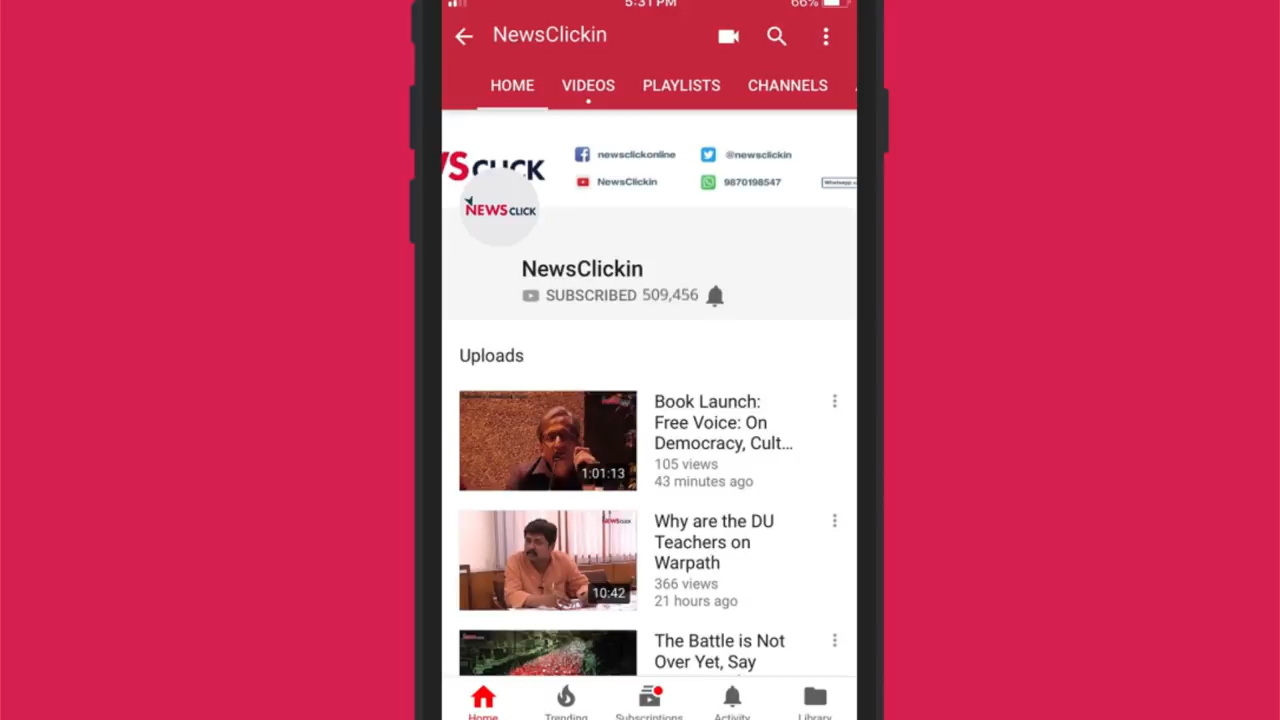 5:31 PM
66%
NewsClickin
HOME VIDEOS PLAYLISTS CHANNELS
CLICK
newsclickonline @newsclickin
NewsClickin 9870198547
Whatsapp
NEWSCLICK
NewsClickin
SUBSCRIBED 509,456
Uploads
Book Launch:
Free Voice: On
Democracy, Cult...
105 views
43 minutes ago
1:01:13
NEWSCLICK
Why are the DU
Teachers on
Warpath
366 views
21 hours ago
10:42
The Battle is Not
Over Yet, Say
Home Trending Subscriptions Activity Library